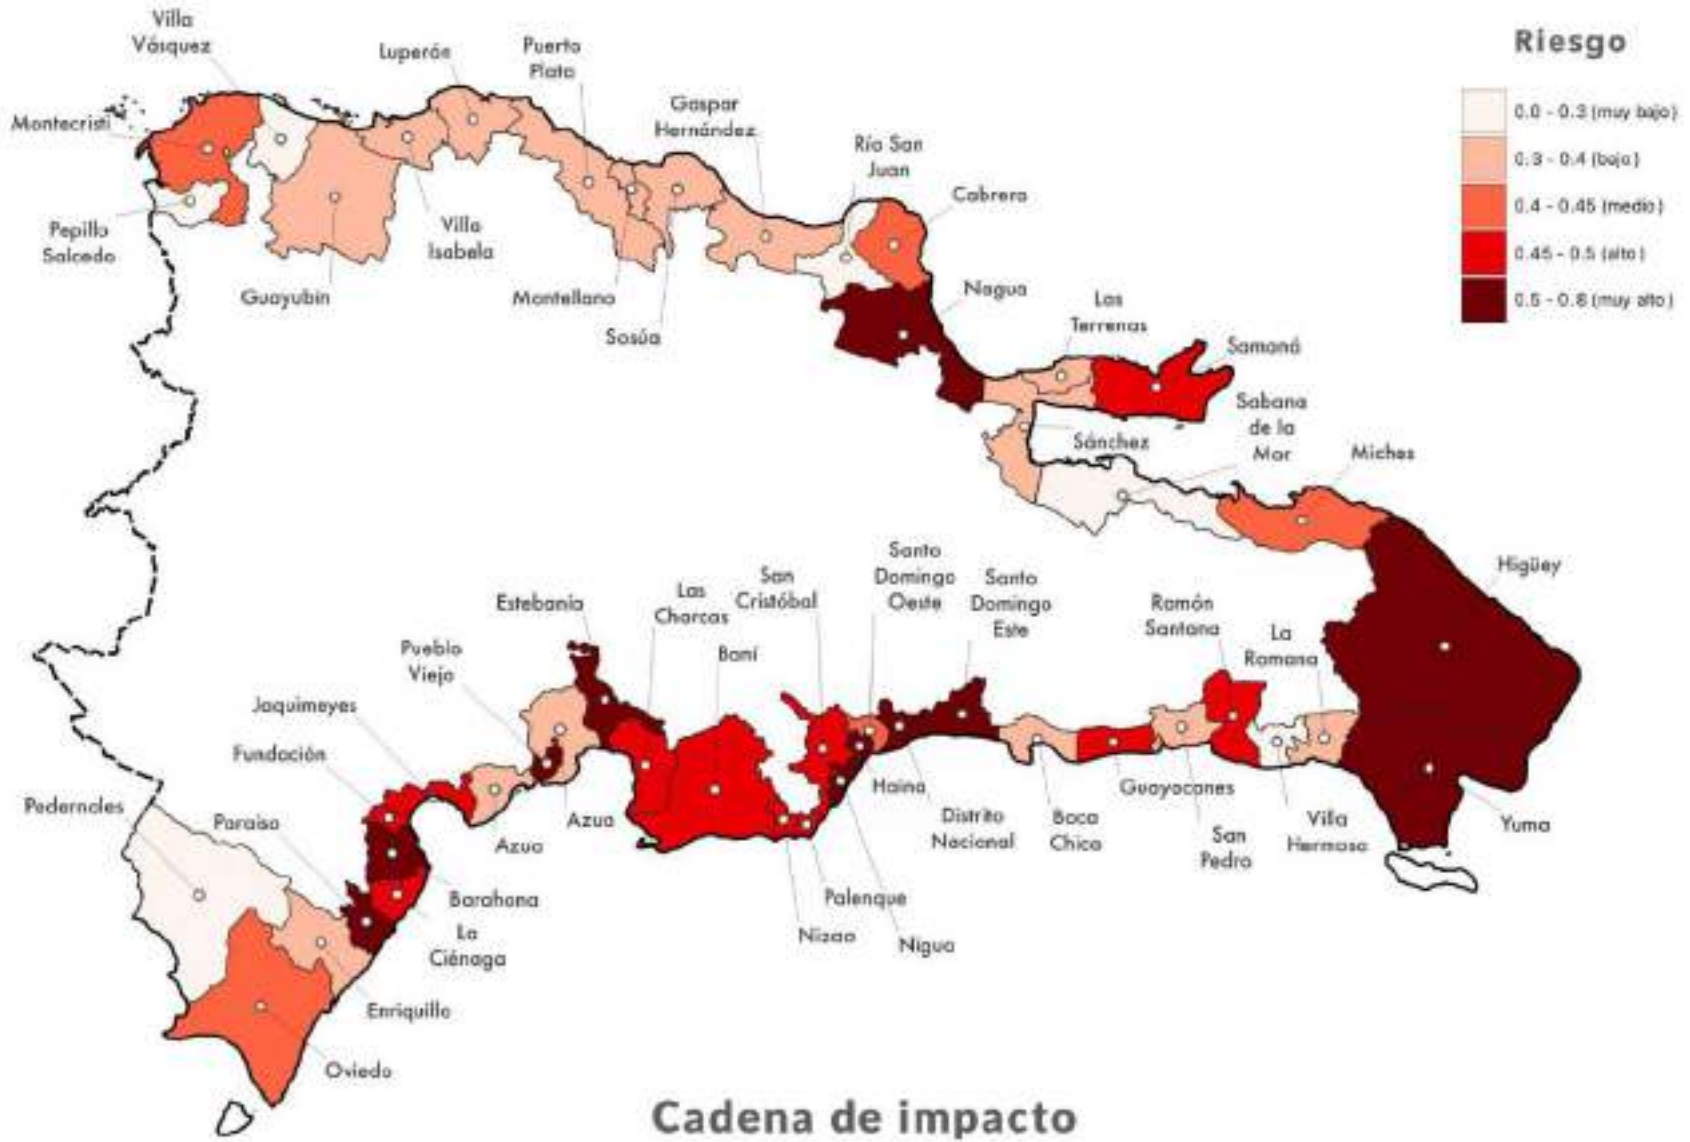 Villa
Vásquez
Luperón
Puerto
Plata
Gaspar
Hernández
Río San
Juan
Cabrera
Montecristi
Pepillo
Salcedo
Guayubín
Villa
Isabela
Montellano
Sosúa
Nagua
Las
Terrenas
Samaná
Sabana
de la
Mar
Sánchez
Miches
Higüey
Riesgo
0.0 - 0.3 (muy bajo)
0.3 - 0.4 (bajo)
0.4 - 0.45 (medio)
0.45 - 0.5 (alto)
0.5 - 0.8 (muy alto)
Santo
Domingo
Oeste
Santo
Domingo
Este
San
Cristóbal
Las
Charcas
Estebanía
Baní
Pueblo
Viejo
Jaquimeyes
Fundación
Paraiso
Pedernales
Ramón
Santana
La
Romana
Azua
Azua
Barahona
La
Ciénaga
Enriquillo
Oviedo
Haina
Distrito
Nacional
Palenque
Nizao
Nigua
Boca
Chica
Guayacanes
San
Pedro
Villa
Hermosa
Yuma
Cadena de impacto